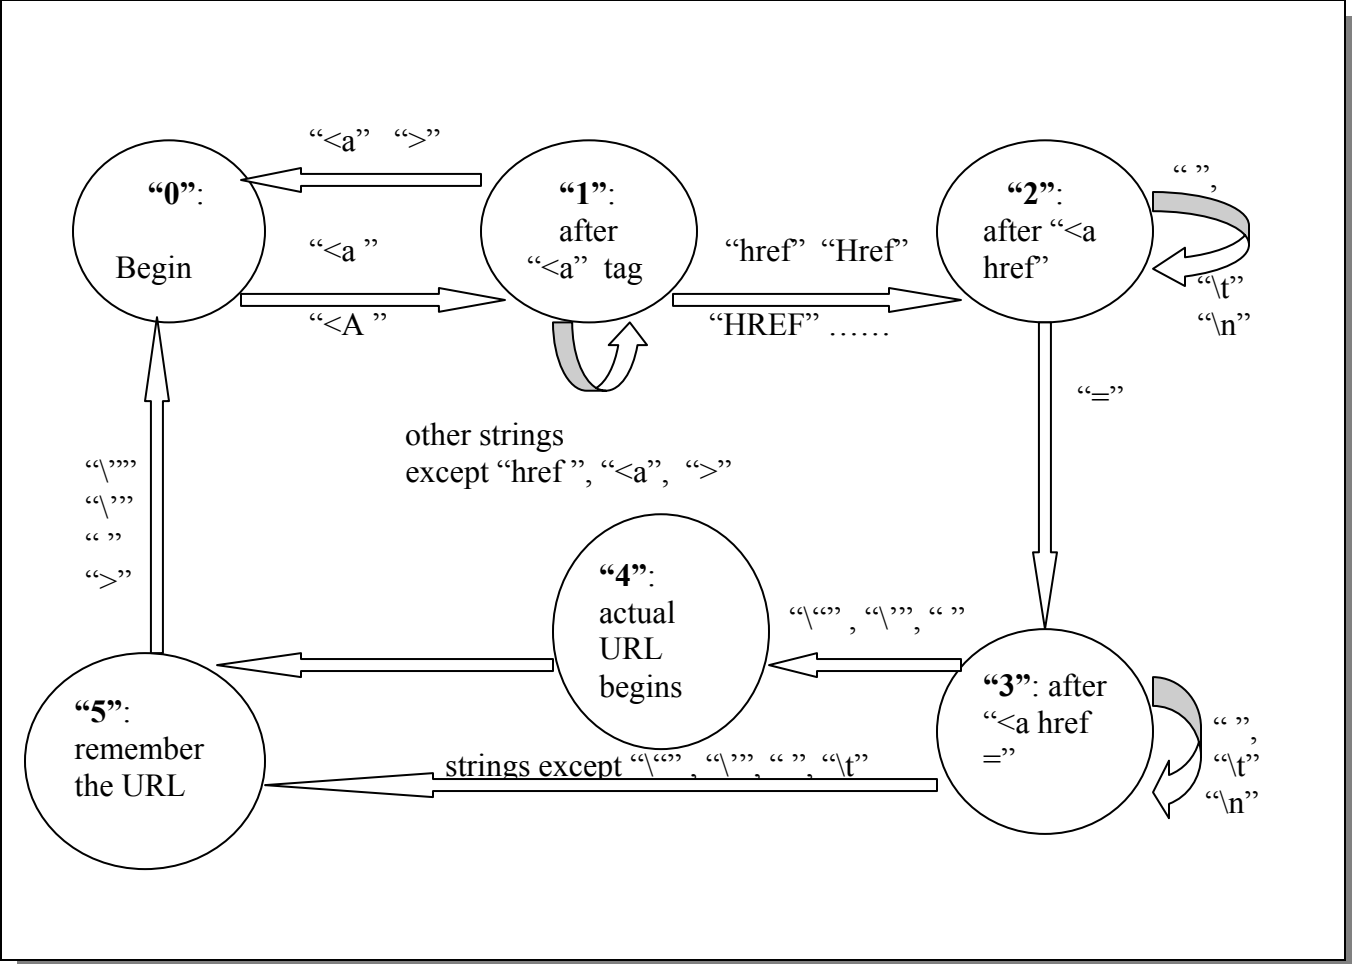 “<a” “>”
“0”:
Begin
“<a ”
“<A ”
“1”:
after
“<a” tag
“href” “Href”
“HREF” ……
“2”:
after “<a
href”
“ ”,
“\t”
“\n”
other strings
except “href ”, “<a”, “>”
“=”
“\””
“\’”
“ ”
“>”
“4”:
actual
URL
begins
“\“” , “\’”, “ ”
“3”: after
“<a href
=”
“ ”,
“\t”
“\n”
“5”:
remember
the URL
strings except “\“” , “\’”, “ ”, “\t”